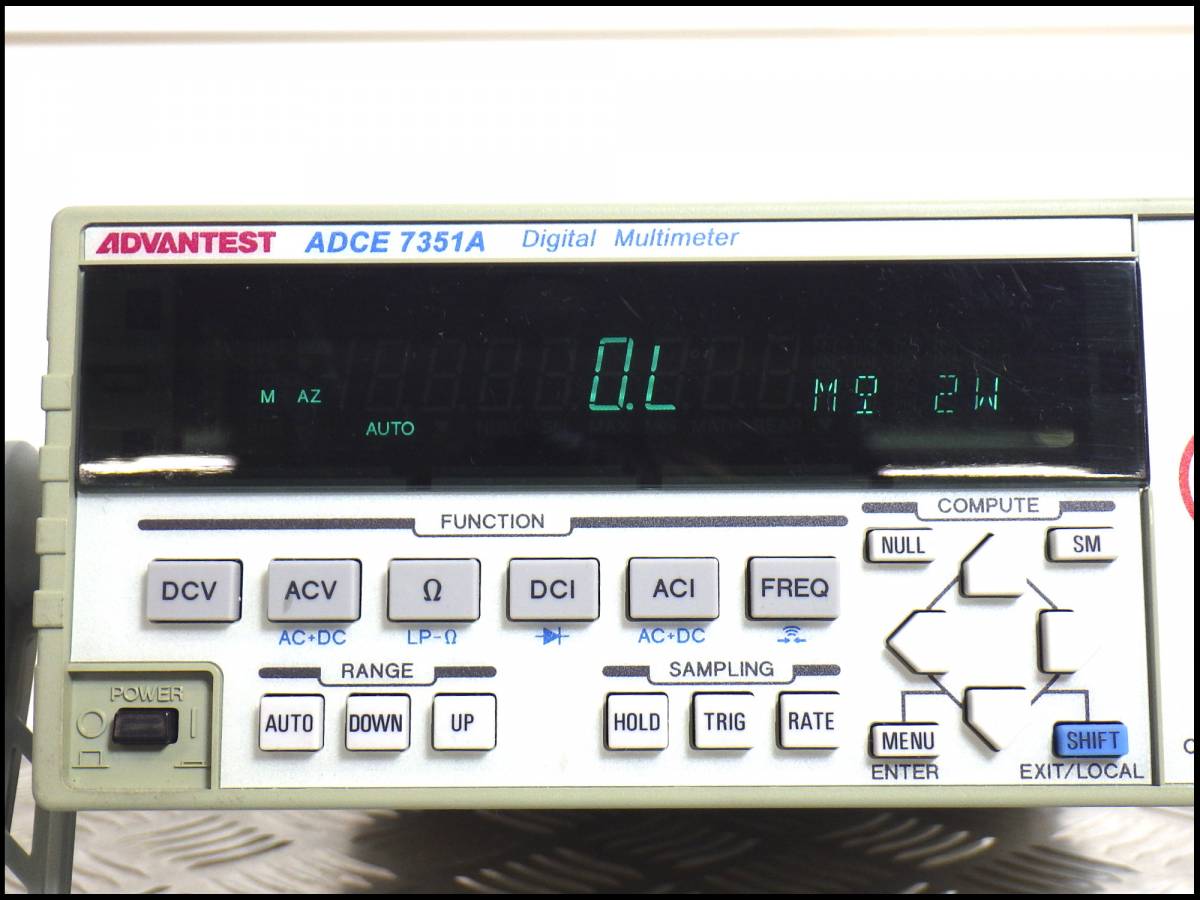 ADVANTEST ADCE 7351A Digital Multimeter
O.L MΩ 2W
M AZ
AUTO
FUNCTION
COMPUTE
NULL SM
DCV ACV Ω DCI ACI FREQ
AC+DC LP-Ω AC+DC
RANGE SAMPLING
POWER
AUTO DOWN UP HOLD TRIG RATE
MENU SHIFT
ENTER EXIT/LOCAL